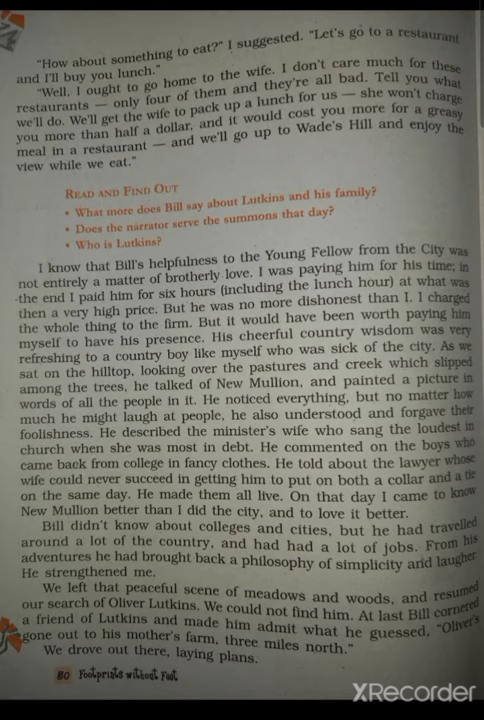 "How about something to eat?" I suggested. "Let's go to a restaurant
and I'll buy you lunch."
"Well, I ought to go home to the wife. I don't care much for these
restaurants — only four of them and they're all bad. Tell you what
we'll do. We'll get the wife to pack up a lunch for us — she won't charge
you more than half a dollar, and it would cost you more for a greasy
meal in a restaurant — and we'll go up to Wade's Hill and enjoy the
view while we eat."
READ AND FIND OUT
• What more does Bill say about Lutkins and his family?
• Does the narrator serve the summons that day?
• Who is Lutkins?
I know that Bill's helpfulness to the Young Fellow from the City was
not entirely a matter of brotherly love. I was paying him for his time; in
the end I paid him for six hours (including the lunch hour) at what was
then a very high price. But he was no more dishonest than I. I charged
the whole thing to the firm. But it would have been worth paying him
myself to have his presence. His cheerful country wisdom was very
refreshing to a country boy like myself who was sick of the city. As we
sat on the hilltop, looking over the pastures and creek which slipped
among the trees, he talked of New Mullion, and painted a picture in
words of all the people in it. He noticed everything, but no matter how
much he might laugh at people, he also understood and forgave their
foolishness. He described the minister's wife who sang the loudest in
church when she was most in debt. He commented on the boys who
came back from college in fancy clothes. He told about the lawyer whose
wife could never succeed in getting him to put on both a collar and a tie
on the same day. He made them all live. On that day I came to know
New Mullion better than I did the city, and to love it better.
Bill didn't know about colleges and cities, but he had travelled
around a lot of the country, and had had a lot of jobs. From his
adventures he had brought back a philosophy of simplicity and laughter.
He strengthened me.
We left that peaceful scene of meadows and woods, and resumed
our search of Oliver Lutkins. We could not find him. At last Bill cornered
a friend of Lutkins and made him admit what he guessed, "Oliver's
gone out to his mother's farm, three miles north."
We drove out there, laying plans.
80 Footprints without Feet
XRecorder